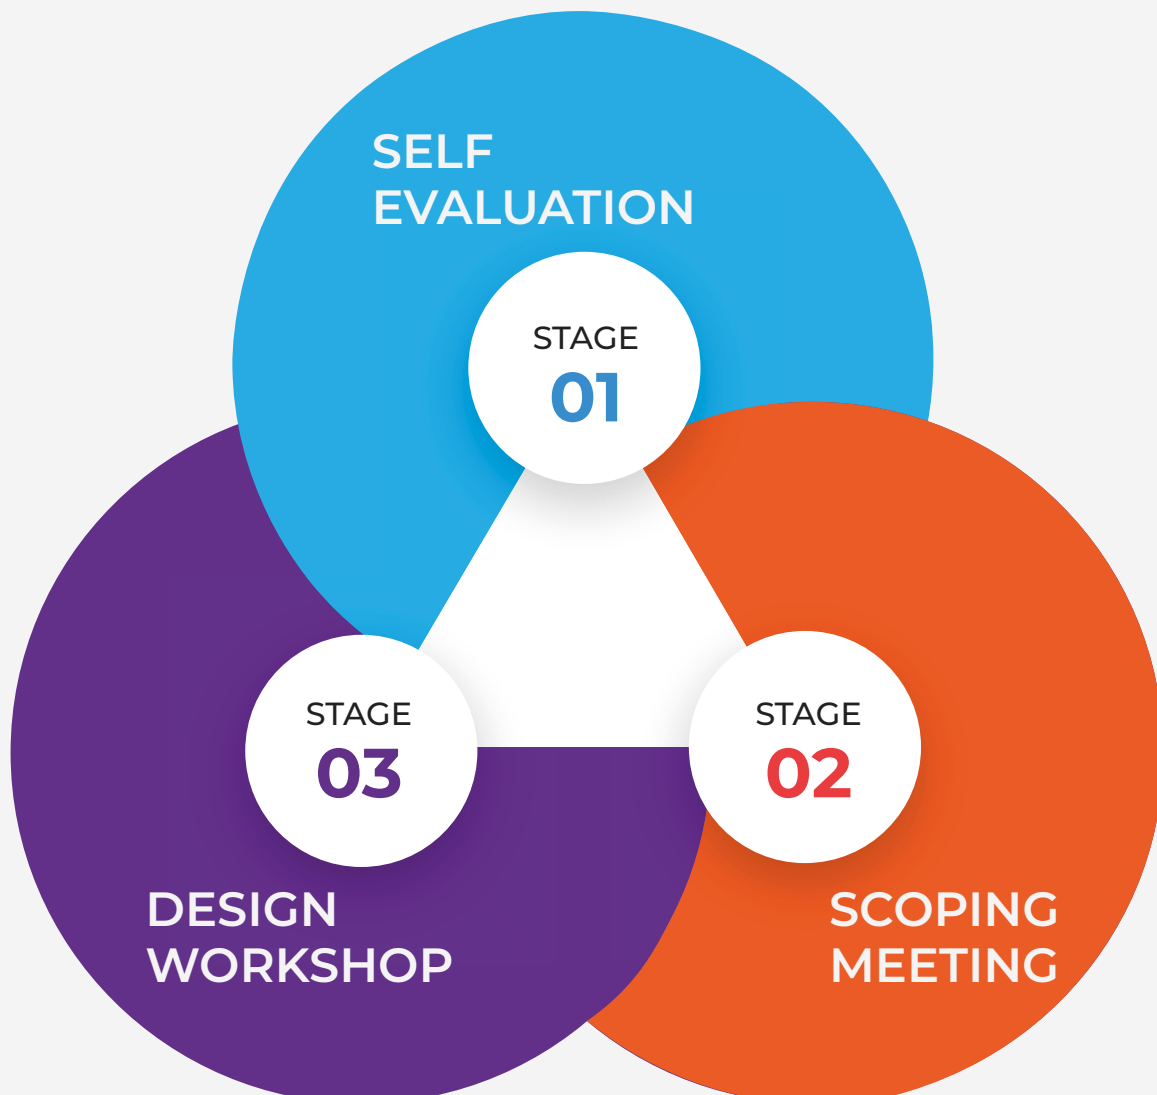 SELF
EVALUATION
STAGE
01
STAGE
02
SCOPING
MEETING
STAGE
03
DESIGN
WORKSHOP